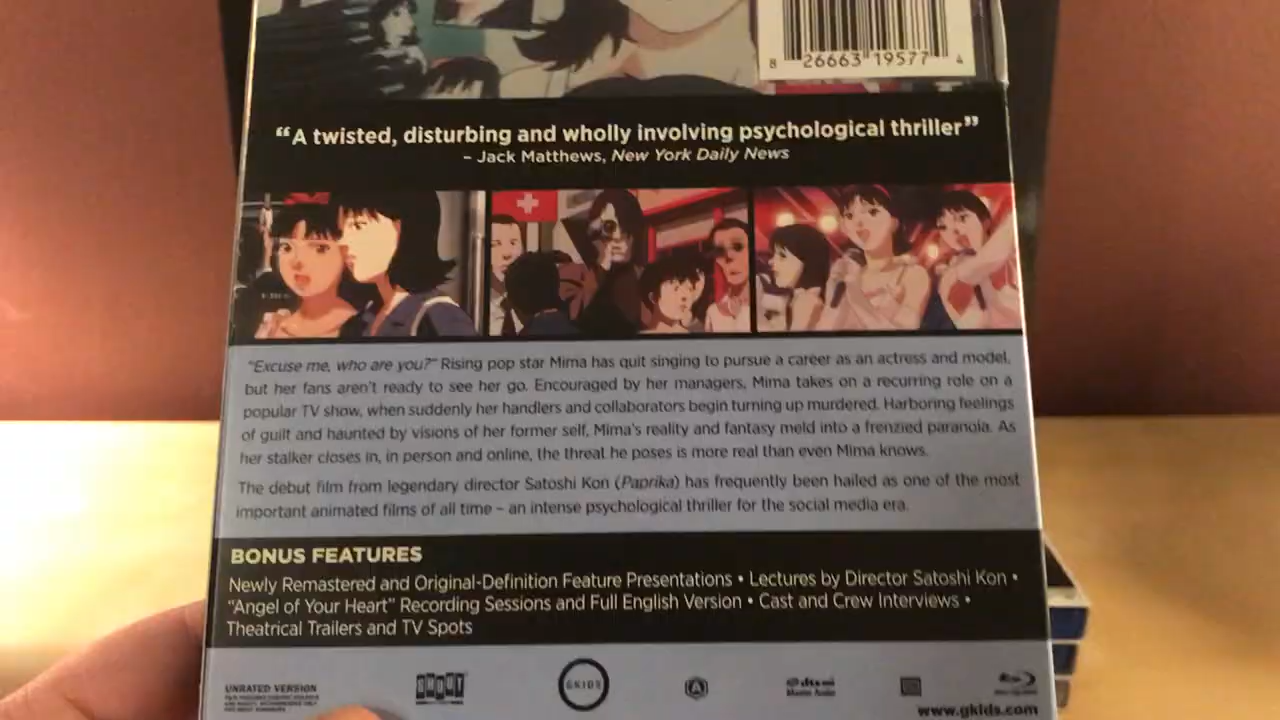 8 26663 19577 4
“A twisted, disturbing and wholly involving psychological thriller”
– Jack Matthews, New York Daily News
"Excuse me, who are you?" Rising pop star Mima has quit singing to pursue a career as an actress and model,
but her fans aren't ready to see her go. Encouraged by her managers, Mima takes on a recurring role on a
popular TV show, when suddenly her handlers and collaborators begin turning up murdered. Harboring feelings
of guilt and haunted by visions of her former self, Mima's reality and fantasy meld into a frenzied paranoia. As
her stalker closes in, in person and online, the threat he poses is more real than even Mima knows.
The debut film from legendary director Satoshi Kon (Paprika) has frequently been hailed as one of the most
important animated films of all time – an intense psychological thriller for the social media era.
BONUS FEATURES
Newly Remastered and Original-Definition Feature Presentations • Lectures by Director Satoshi Kon •
"Angel of Your Heart" Recording Sessions and Full English Version • Cast and Crew Interviews •
Theatrical Trailers and TV Spots
UNRATED VERSION
SHOUT
GKIDS
A
dts
Master Audio
www.gkids.com